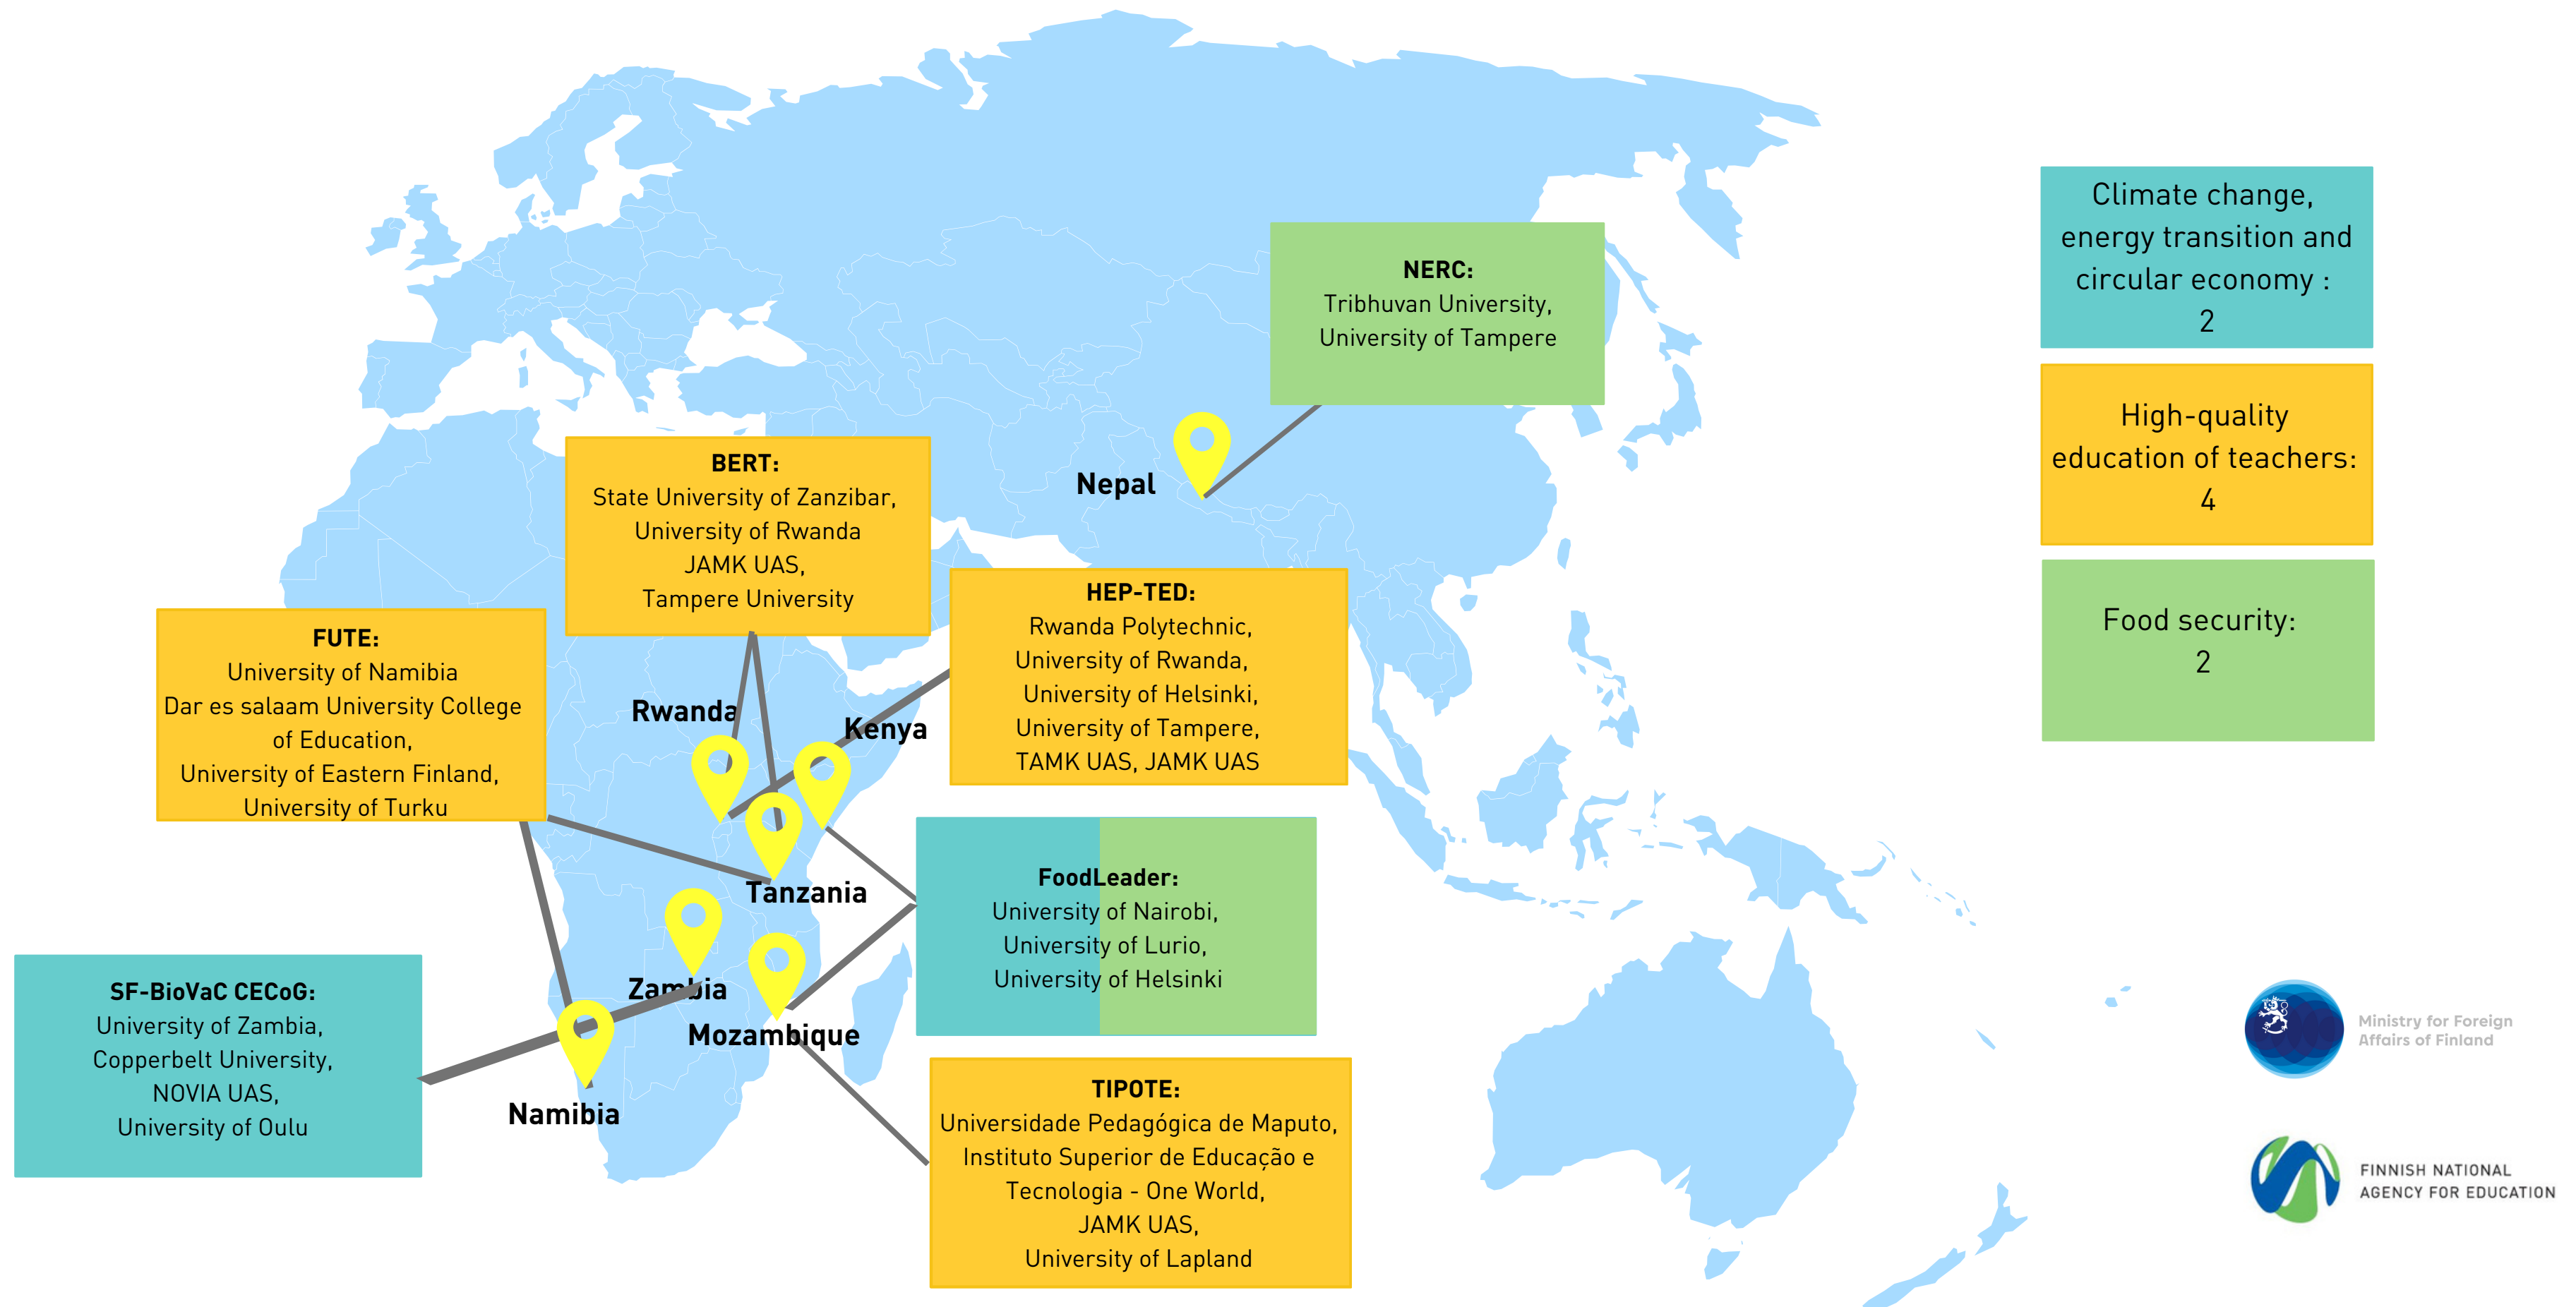 Climate change,
energy transition and
circular economy :
2
High-quality
education of teachers:
4
Food security:
2
NERC:
Tribhuvan University,
University of Tampere
Nepal
BERT:
State University of Zanzibar,
University of Rwanda
JAMK UAS,
Tampere University
HEP-TED:
Rwanda Polytechnic,
University of Rwanda,
University of Helsinki,
University of Tampere,
TAMK UAS, JAMK UAS
FUTE:
University of Namibia
Dar es salaam University College
of Education,
University of Eastern Finland,
University of Turku
Rwanda
Kenya
Tanzania
Zambia
Mozambique
Namibia
FoodLeader:
University of Nairobi,
University of Lurio,
University of Helsinki
SF-BioVaC CECoG:
University of Zambia,
Copperbelt University,
NOVIA UAS,
University of Oulu
TIPOTE:
Universidade Pedagógica de Maputo,
Instituto Superior de Educação e
Tecnologia - One World,
JAMK UAS,
University of Lapland
Ministry for Foreign
Affairs of Finland
FINNISH NATIONAL
AGENCY FOR EDUCATION